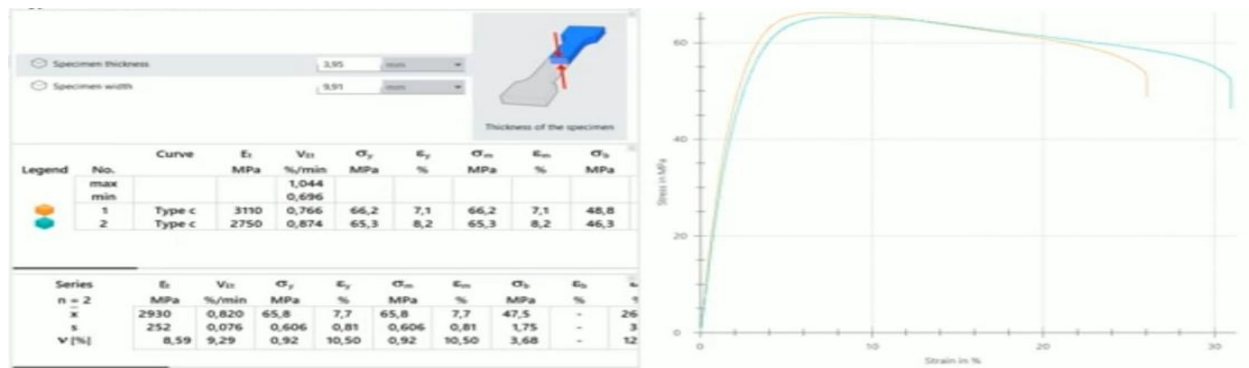 Specimen thickness 3,95 mm
Specimen width 9,91 mm
Thickness of the specimen
Curve Et vEt σy εy σm εm σb
Legend No. MPa %/min MPa % MPa % MPa
max 1,044
min 0,696
1 Type c 3110 0,766 66,2 7,1 66,2 7,1 48,8
2 Type c 2750 0,874 65,3 8,2 65,3 8,2 46,3
Series Et vEt σy εy σm εm σb εb
n = 2 MPa %/min MPa % MPa % MPa %
x̄ 2930 0,820 65,8 7,7 65,8 7,7 47,5 - 26
s 252 0,076 0,606 0,81 0,606 0,81 1,75 - 3
ν [%] 8,59 9,29 0,92 10,50 0,92 10,50 3,68 - 12
60
40
20
0
Stress in MPa
0 10 20 30
Strain in %